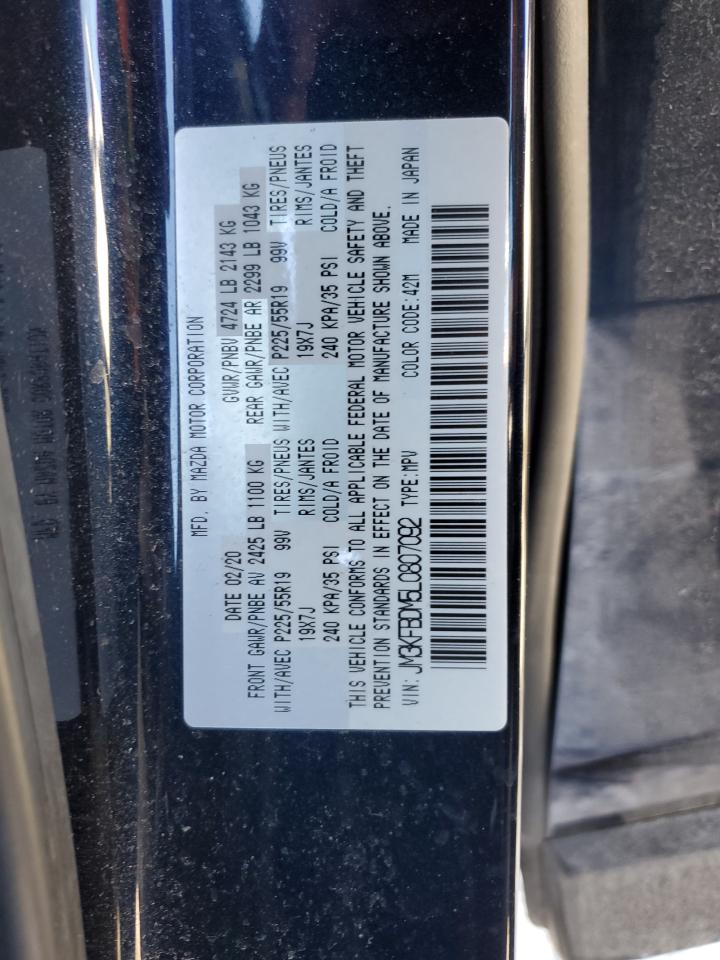 MFD. BY MAZDA MOTOR CORPORATION
DATE 02/20 GVWR/PNBV 4724 LB 2143 KG
FRONT GAWR/PNBE AV 2425 LB 1100 KG REAR GAWR/PNBE AR 2299 LB 1043 KG
WITH/AVEC P225/55R19 99V TIRES/PNEUS WITH/AVEC P225/55R19 99V TIRES/PNEUS
19X7J RIMS/JANTES 19X7J RIMS/JANTES
240 KPA/35 PSI COLD/A FROID 240 KPA/35 PSI COLD/A FROID
THIS VEHICLE CONFORMS TO ALL APPLICABLE FEDERAL MOTOR VEHICLE SAFETY AND THEFT
PREVENTION STANDARDS IN EFFECT ON THE DATE OF MANUFACTURE SHOWN ABOVE.
VIN: JM3KFBDM5L0807092 TYPE:MPV COLOR CODE:42M MADE IN JAPAN